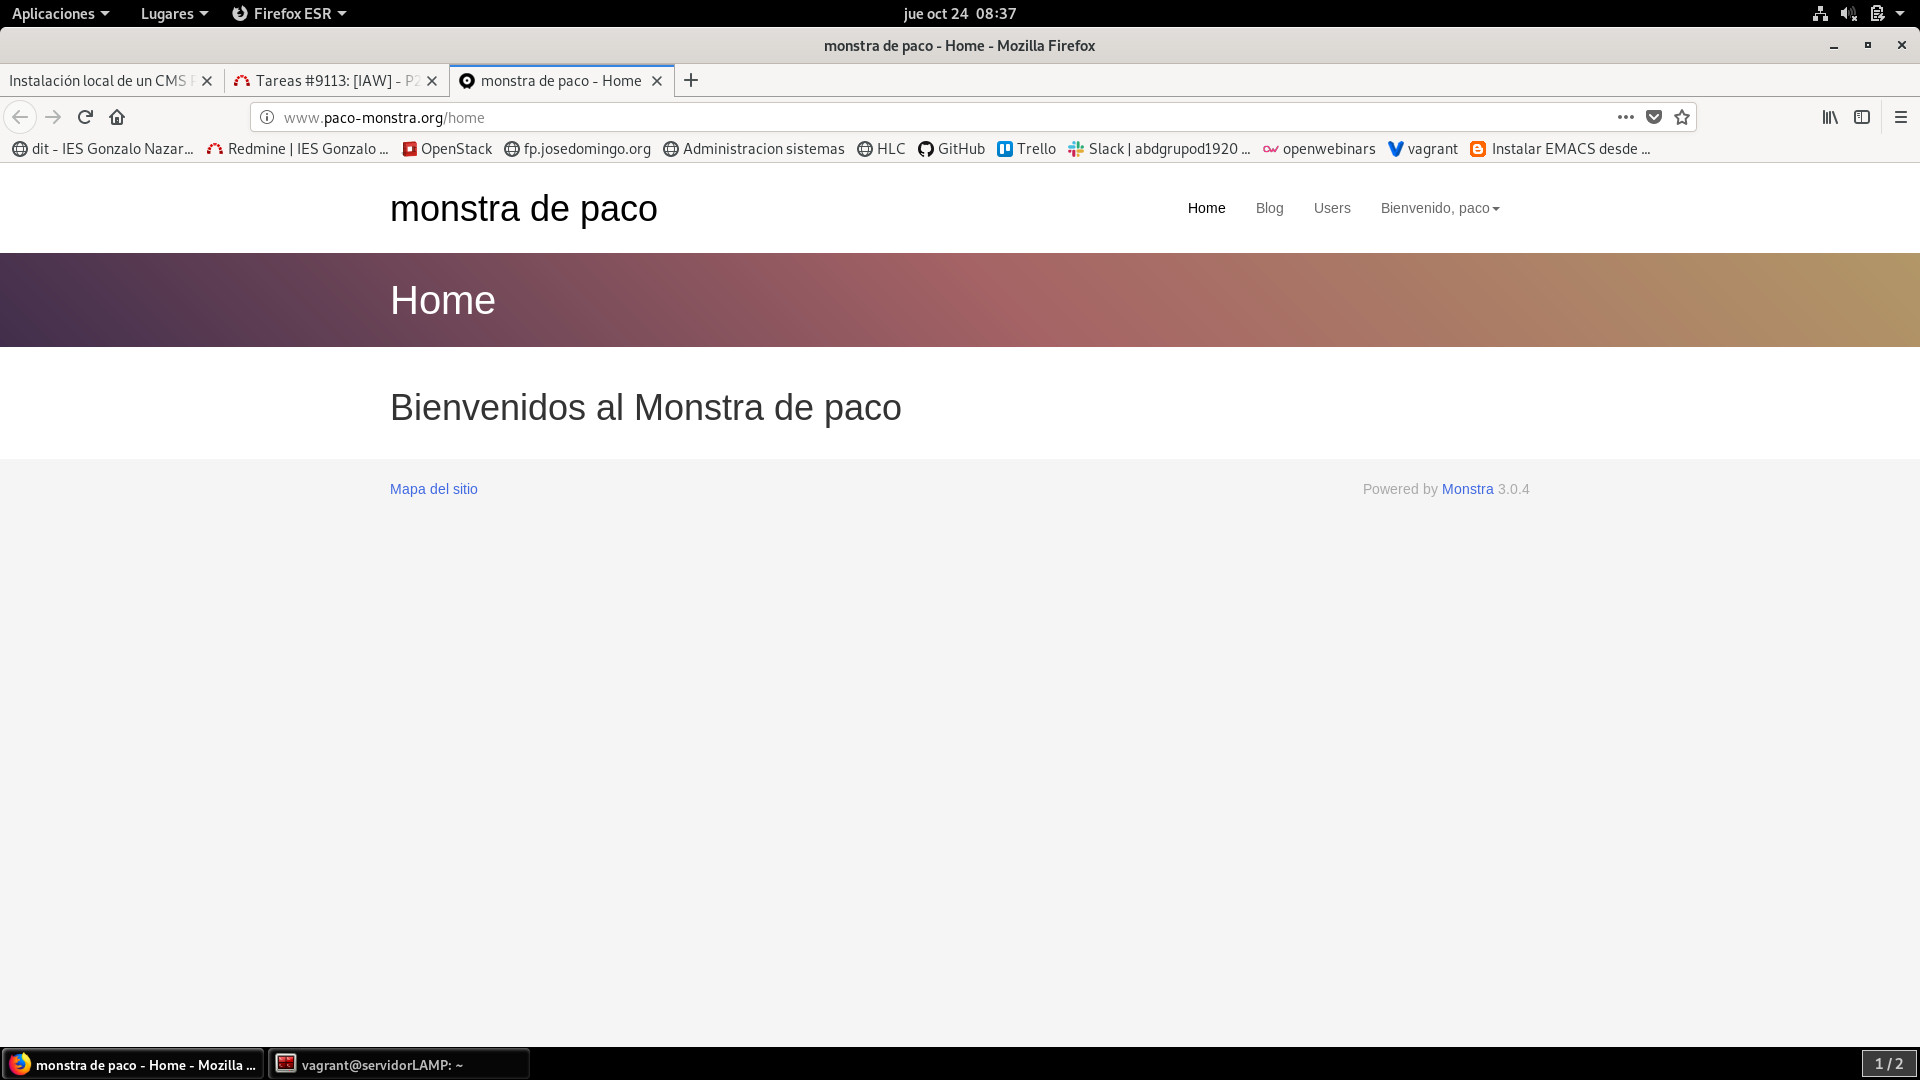 Aplicaciones Lugares Firefox ESR jue oct 24 08:37
monstra de paco - Home - Mozilla Firefox
Instalación local de un CMS Tareas #9113: [IAW] - P2 monstra de paco - Home
www.paco-monstra.org/home
dit - IES Gonzalo Nazar... Redmine | IES Gonzalo ... OpenStack fp.josedomingo.org Administracion sistemas HLC GitHub Trello Slack | abdgrupod1920 ... openwebinars vagrant Instalar EMACS desde ...
monstra de paco Home Blog Users Bienvenido, paco
Home
Bienvenidos al Monstra de paco
Mapa del sitio Powered by Monstra 3.0.4
monstra de paco - Home - Mozilla ... vagrant@servidorLAMP: ~ 1 / 2